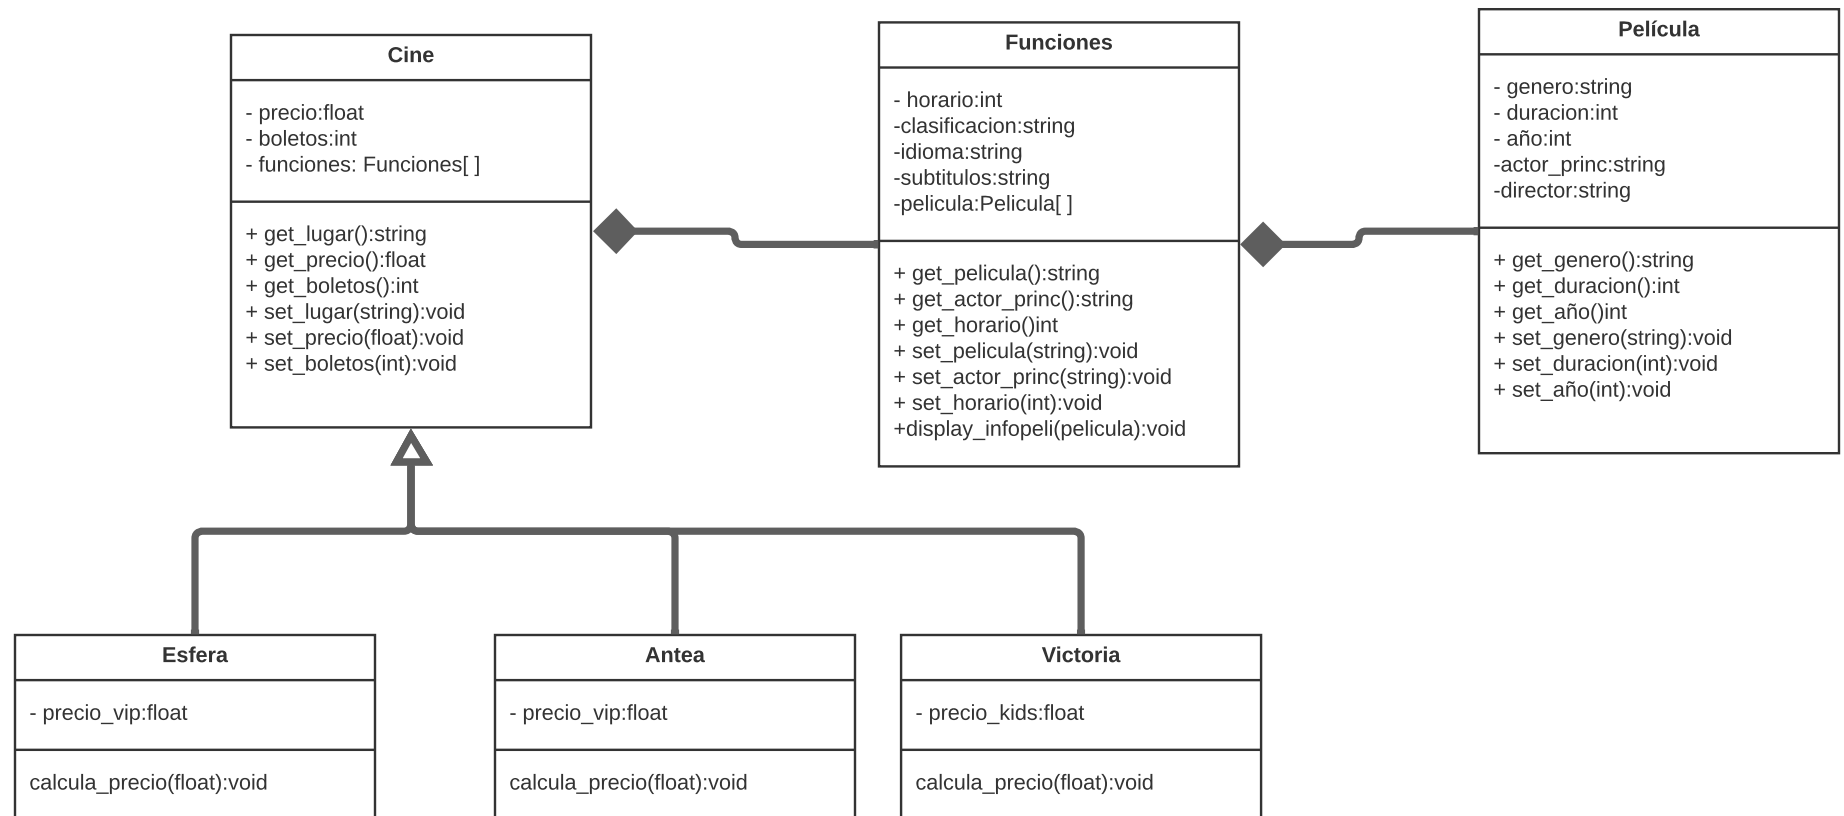 Cine
- precio:float
- boletos:int
- funciones: Funciones[ ]
+ get_lugar():string
+ get_precio():float
+ get_boletos():int
+ set_lugar(string):void
+ set_precio(float):void
+ set_boletos(int):void
Funciones
- horario:int
-clasificacion:string
-idioma:string
-subtitulos:string
-pelicula:Pelicula[ ]
+ get_pelicula():string
+ get_actor_princ():string
+ get_horario()int
+ set_pelicula(string):void
+ set_actor_princ(string):void
+ set_horario(int):void
+display_infopeli(pelicula):void
Película
- genero:string
- duracion:int
- año:int
-actor_princ:string
-director:string
+ get_genero():string
+ get_duracion():int
+ get_año()int
+ set_genero(string):void
+ set_duracion(int):void
+ set_año(int):void
Esfera
- precio_vip:float
calcula_precio(float):void
Antea
- precio_vip:float
calcula_precio(float):void
Victoria
- precio_kids:float
calcula_precio(float):void